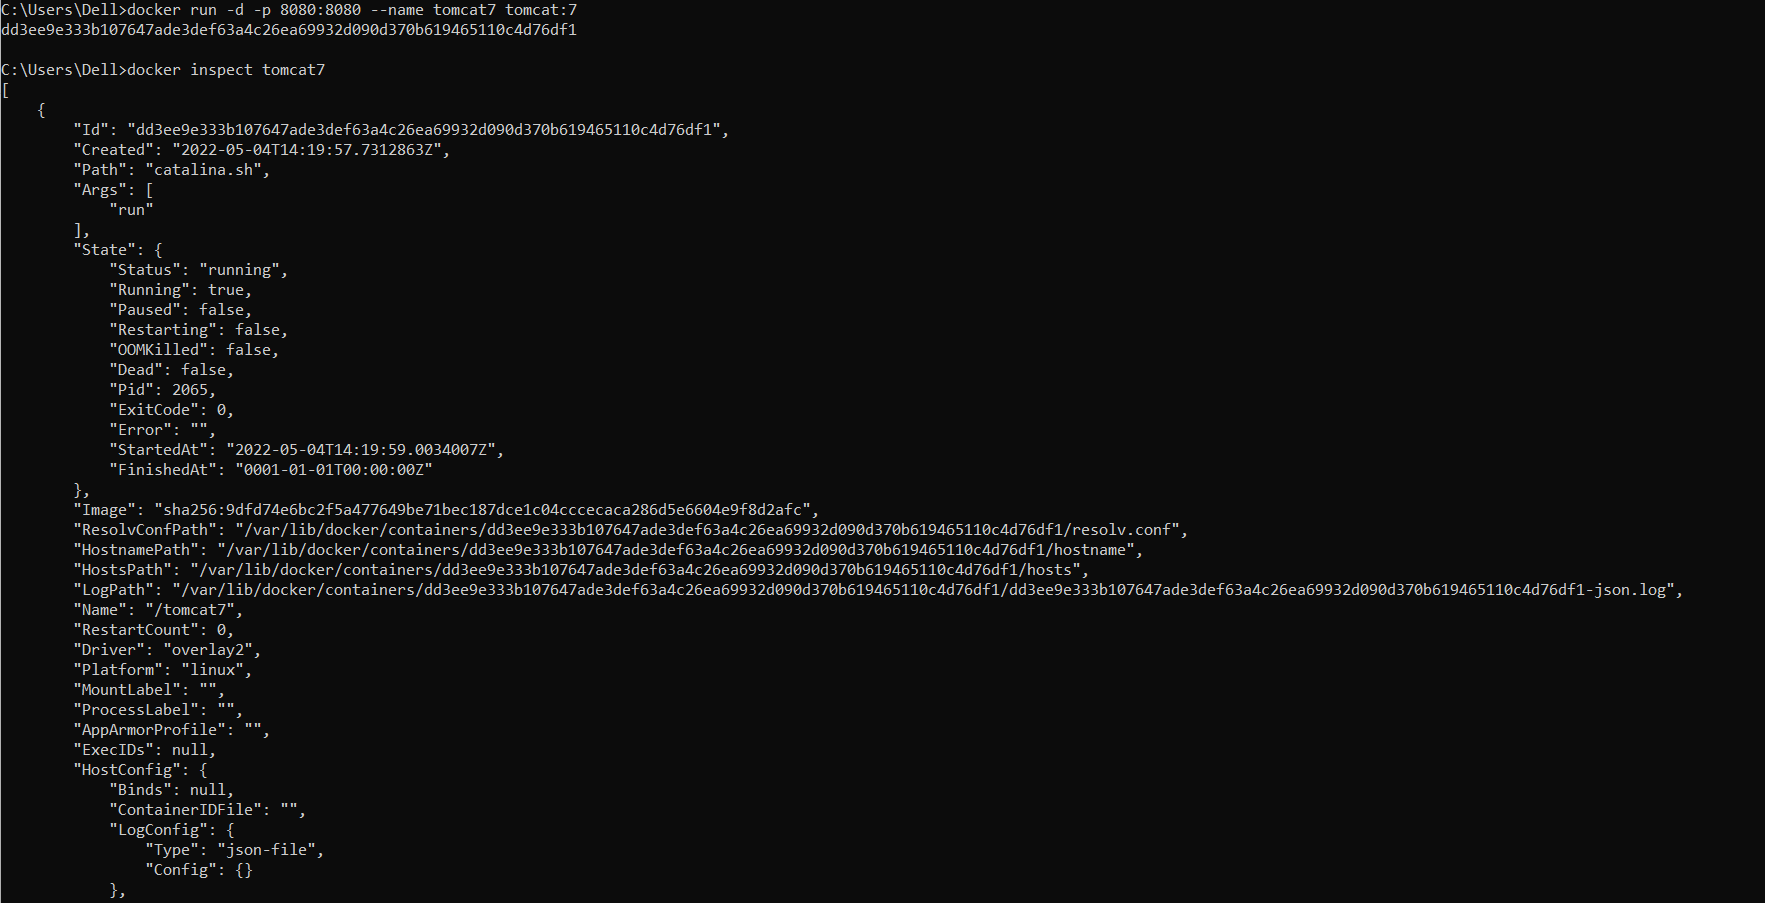 C:\Users\Dell>docker run -d -p 8080:8080 --name tomcat7 tomcat:7
dd3ee9e333b107647ade3def63a4c26ea69932d090d370b619465110c4d76df1
C:\Users\Dell>docker inspect tomcat7
[
    {
        "Id": "dd3ee9e333b107647ade3def63a4c26ea69932d090d370b619465110c4d76df1",
        "Created": "2022-05-04T14:19:57.7312863Z",
        "Path": "catalina.sh",
        "Args": [
            "run"
        ],
        "State": {
            "Status": "running",
            "Running": true,
            "Paused": false,
            "Restarting": false,
            "OOMKilled": false,
            "Dead": false,
            "Pid": 2065,
            "ExitCode": 0,
            "Error": "",
            "StartedAt": "2022-05-04T14:19:59.0034007Z",
            "FinishedAt": "0001-01-01T00:00:00Z"
        },
        "Image": "sha256:9dfd74e6bc2f5a477649be71bec187dce1c04cccecaca286d5e6604e9f8d2afc",
        "ResolvConfPath": "/var/lib/docker/containers/dd3ee9e333b107647ade3def63a4c26ea69932d090d370b619465110c4d76df1/resolv.conf",
        "HostnamePath": "/var/lib/docker/containers/dd3ee9e333b107647ade3def63a4c26ea69932d090d370b619465110c4d76df1/hostname",
        "HostsPath": "/var/lib/docker/containers/dd3ee9e333b107647ade3def63a4c26ea69932d090d370b619465110c4d76df1/hosts",
        "LogPath": "/var/lib/docker/containers/dd3ee9e333b107647ade3def63a4c26ea69932d090d370b619465110c4d76df1/dd3ee9e333b107647ade3def63a4c26ea69932d090d370b619465110c4d76df1-json.log",
        "Name": "/tomcat7",
        "RestartCount": 0,
        "Driver": "overlay2",
        "Platform": "linux",
        "MountLabel": "",
        "ProcessLabel": "",
        "AppArmorProfile": "",
        "ExecIDs": null,
        "HostConfig": {
            "Binds": null,
            "ContainerIDFile": "",
            "LogConfig": {
                "Type": "json-file",
                "Config": {}
            },